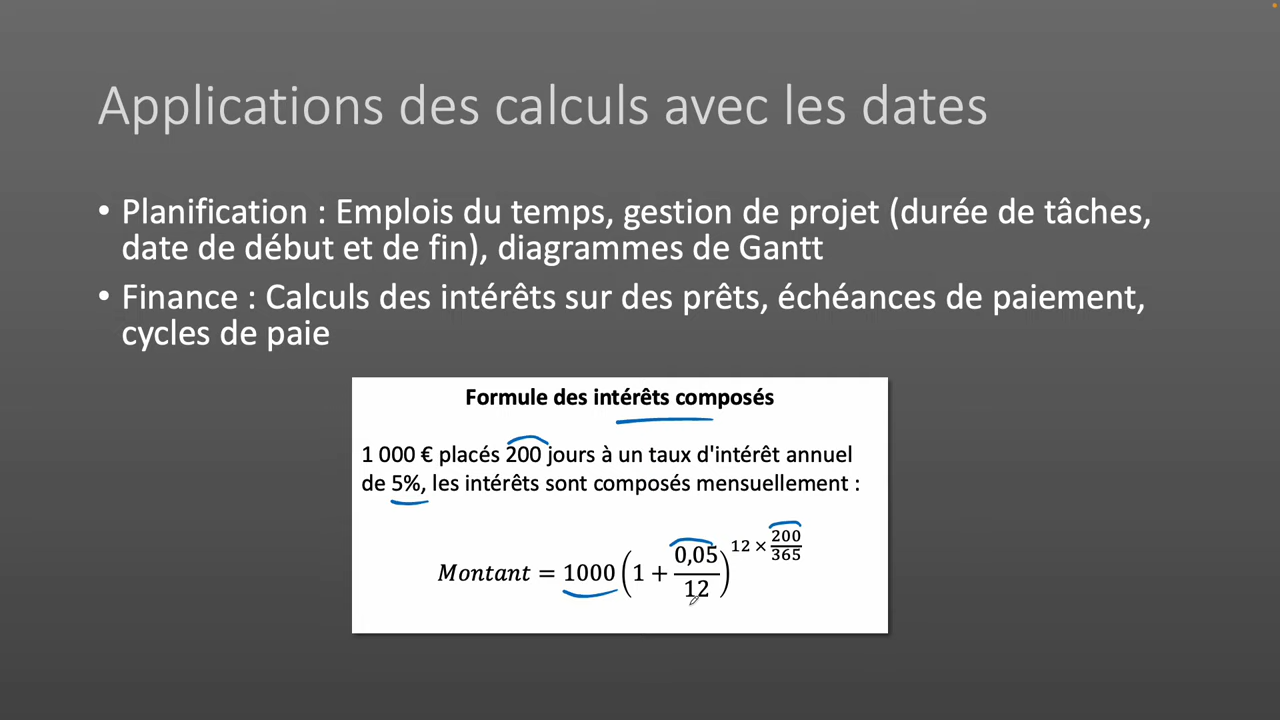 Applications des calculs avec les dates
• Planification : Emplois du temps, gestion de projet (durée de tâches,
date de début et de fin), diagrammes de Gantt
• Finance : Calculs des intérêts sur des prêts, échéances de paiement,
cycles de paie
Formule des intérêts composés
1 000 € placés 200 jours à un taux d'intérêt annuel
de 5%, les intérêts sont composés mensuellement :
Montant = 1000 (1 + 0,05/12)^(12 × 200/365)